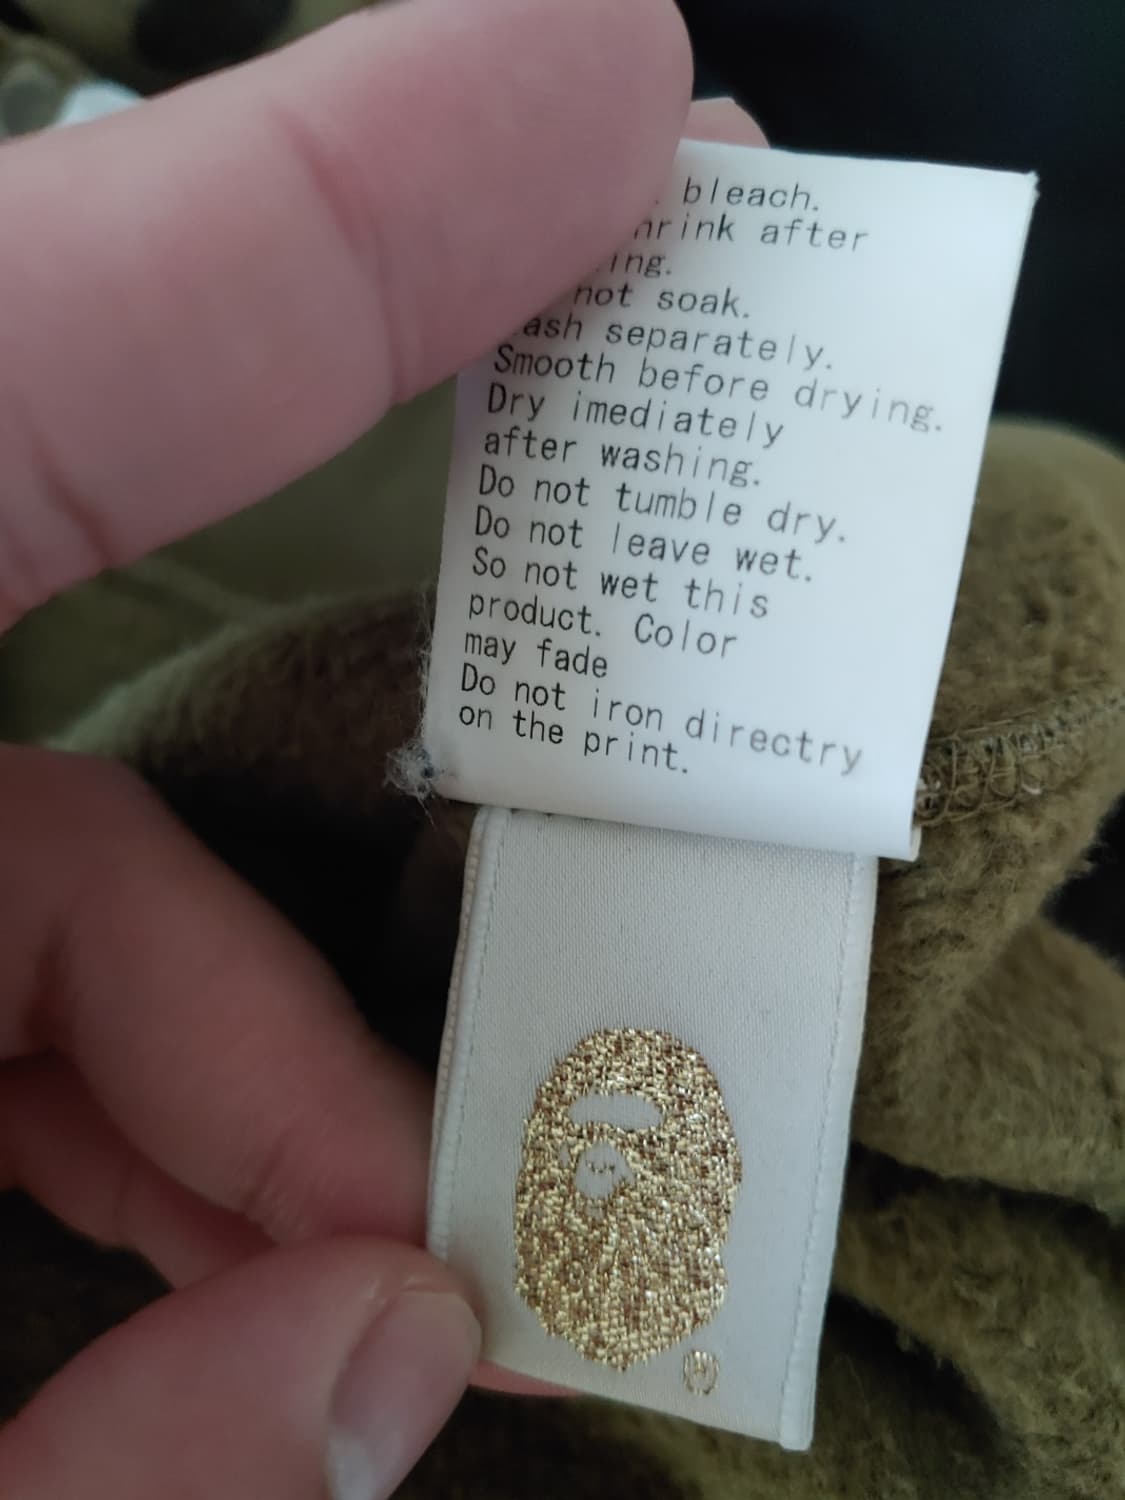 bleach.
after
not soak.
separately.
Smooth before drying.
Dry imediately
after washing.
Do not tumble dry.
Do not leave wet.
So not wet this
product. Color
may fade
Do not iron directry
on the print.